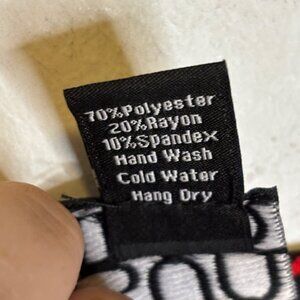 70%Polyester
20%Rayon
10%Spandex
Hand Wash
Cold Water
Hang Dry